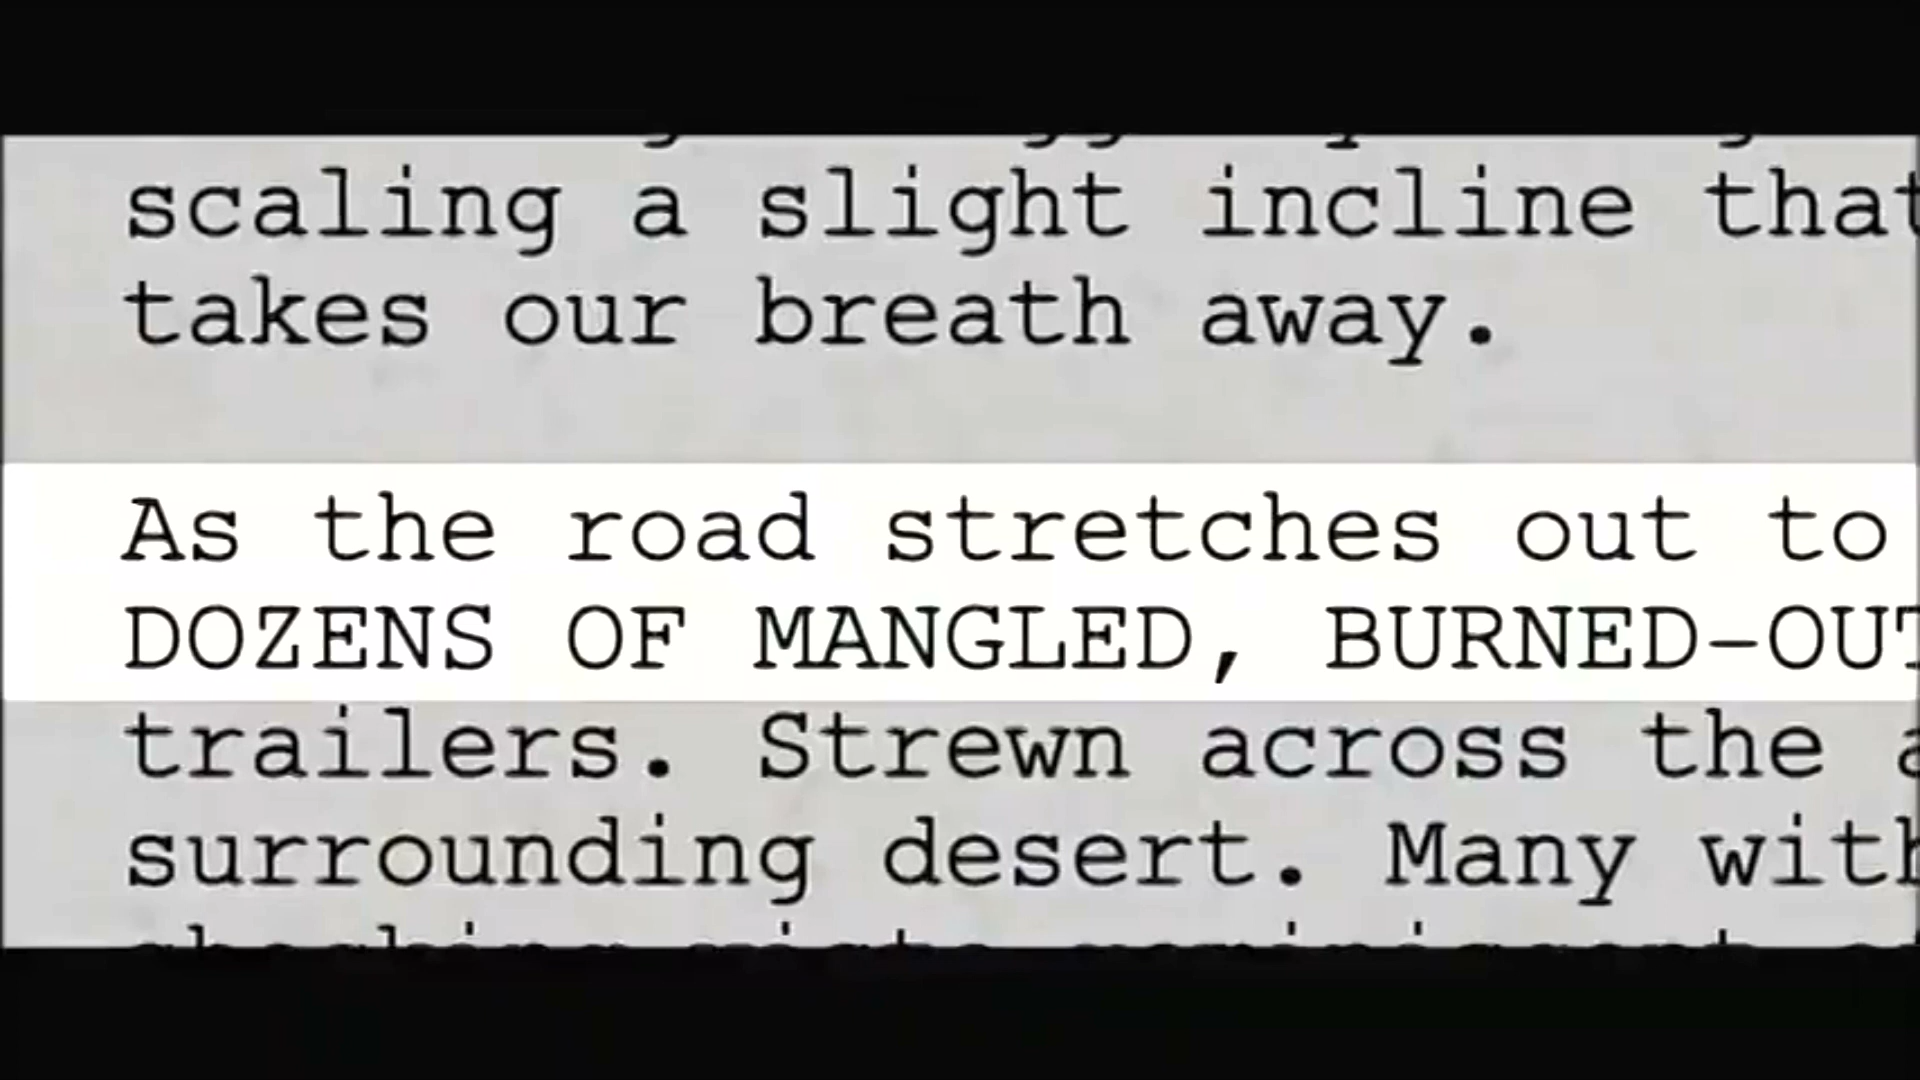 scaling a slight incline that
takes our breath away.
As the road stretches out to
DOZENS OF MANGLED, BURNED-OUT
trailers. Strewn across the
surrounding desert. Many with